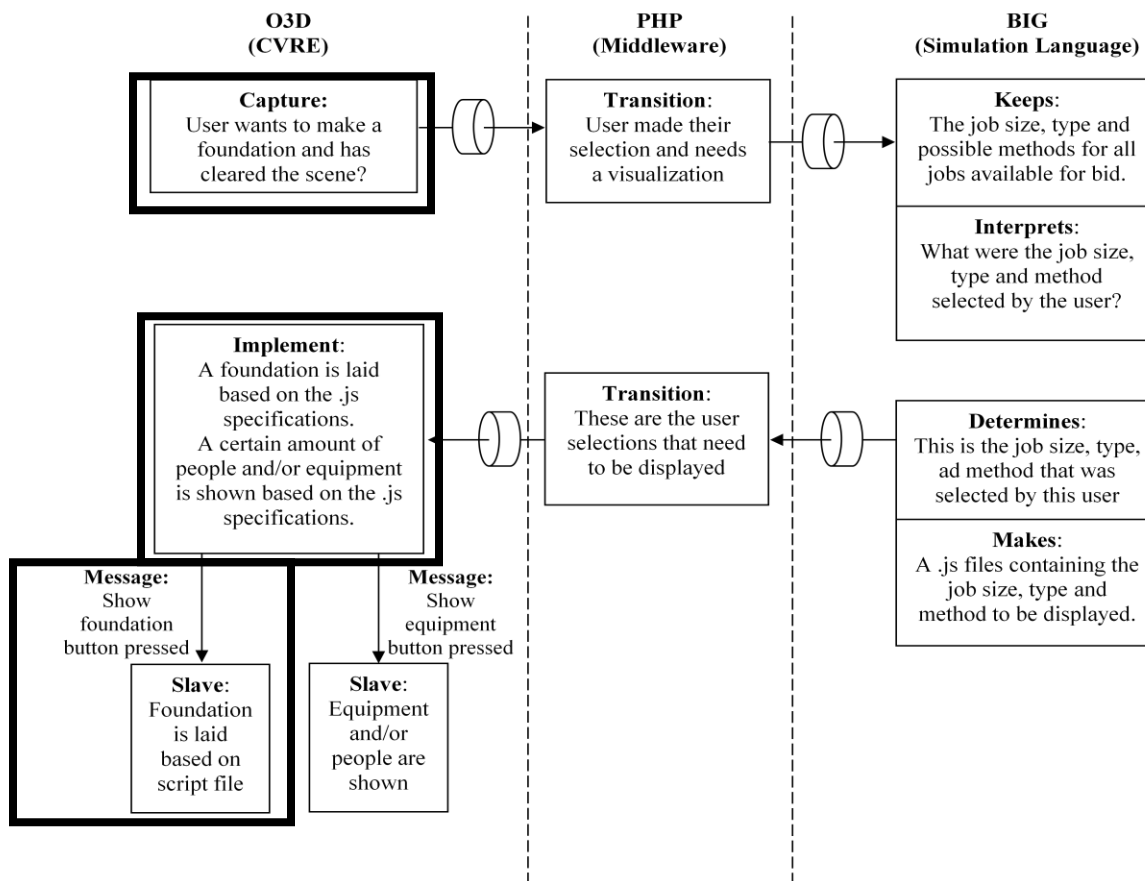 O3D
(CVRE)
PHP
(Middleware)
BIG
(Simulation Language)
Capture:
User wants to make a
foundation and has
cleared the scene?
Transition:
User made their
selection and needs
a visualization
Keeps:
The job size, type and
possible methods for all
jobs available for bid.
Interprets:
What were the job size,
type and method
selected by the user?
Implement:
A foundation is laid
based on the .js
specifications.
A certain amount of
people and/or equipment
is shown based on the .js
specifications.
Transition:
These are the user
selections that need
to be displayed
Determines:
This is the job size, type,
ad method that was
selected by this user
Makes:
A .js files containing the
job size, type and
method to be displayed.
Message:
Show
foundation
button pressed
Message:
Show
equipment
button pressed
Slave:
Foundation
is laid
based on
script file
Slave:
Equipment
and/or
people are
shown